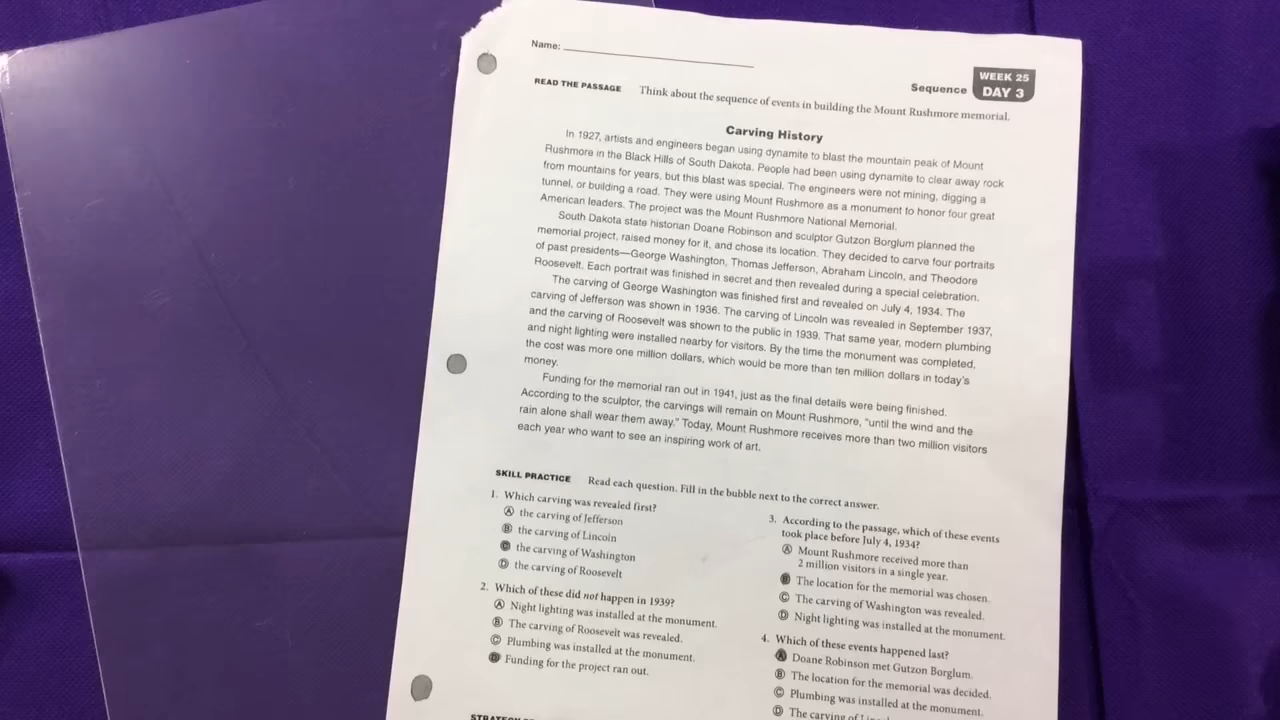 Name:
WEEK 25
Sequence DAY 3
READ THE PASSAGE Think about the sequence of events in building the Mount Rushmore memorial.
Carving History
In 1927, artists and engineers began using dynamite to blast the mountain peak of Mount
Rushmore in the Black Hills of South Dakota. People had been using dynamite to clear away rock
from mountains for years, but this blast was special. The engineers were not mining, digging a
tunnel, or building a road. They were using Mount Rushmore as a monument to honor four great
American leaders. The project was the Mount Rushmore National Memorial.
South Dakota state historian Doane Robinson and sculptor Gutzon Borglum planned the
memorial project, raised money for it, and chose its location. They decided to carve four portraits
of past presidents—George Washington, Thomas Jefferson, Abraham Lincoln, and Theodore
Roosevelt. Each portrait was finished in secret and then revealed during a special celebration.
The carving of George Washington was finished first and revealed on July 4, 1934. The
carving of Jefferson was shown in 1936. The carving of Lincoln was revealed in September 1937,
and the carving of Roosevelt was shown to the public in 1939. That same year, modern plumbing
and night lighting were installed nearby for visitors. By the time the monument was completed,
the cost was more one million dollars, which would be more than ten million dollars in today's
money.
Funding for the memorial ran out in 1941, just as the final details were being finished.
According to the sculptor, the carvings will remain on Mount Rushmore, "until the wind and the
rain alone shall wear them away." Today, Mount Rushmore receives more than two million visitors
each year who want to see an inspiring work of art.
SKILL PRACTICE Read each question. Fill in the bubble next to the correct answer.
1. Which carving was revealed first?
A the carving of Jefferson
B the carving of Lincoln
C the carving of Washington
D the carving of Roosevelt
2. Which of these did not happen in 1939?
A Night lighting was installed at the monument.
B The carving of Roosevelt was revealed.
C Plumbing was installed at the monument.
D Funding for the project ran out.
3. According to the passage, which of these events
took place before July 4, 1934?
A Mount Rushmore received more than
2 million visitors in a single year.
B The location for the memorial was chosen.
C The carving of Washington was revealed.
D Night lighting was installed at the monument.
4. Which of these events happened last?
A Doane Robinson met Gutzon Borglum.
B The location for the memorial was decided.
C Plumbing was installed at the monument.
D The carving of